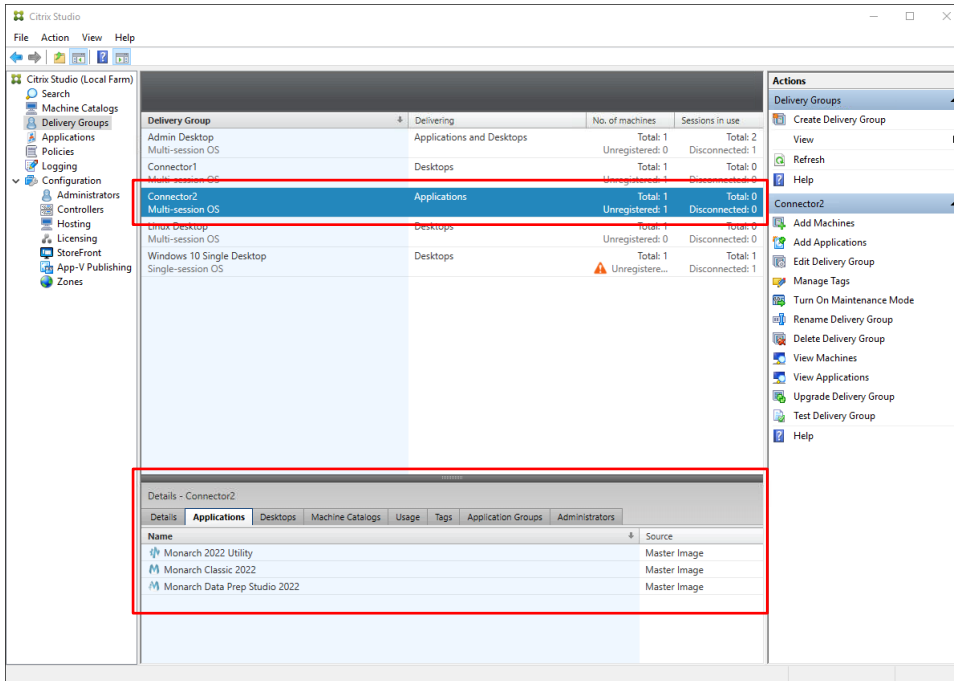 Citrix Studio
File Action View Help
Citrix Studio (Local Farm)
Search
Machine Catalogs
Delivery Groups
Applications
Policies
Logging
Configuration
Administrators
Controllers
Hosting
Licensing
StoreFront
App-V Publishing
Zones
Delivery Group Delivering No. of machines Sessions in use
Admin Desktop Applications and Desktops Total: 1 Total: 2
Multi-session OS Unregistered: 0 Disconnected: 1
Connector1 Desktops Total: 1 Total: 0
Multi-session OS Unregistered: 1 Disconnected: 0
Connector2 Applications Total: 1 Total: 0
Multi-session OS Unregistered: 1 Disconnected: 0
Linux Desktop Desktops Total: 1 Total: 0
Multi-session OS Unregistered: 0 Disconnected: 0
Windows 10 Single Desktop Desktops Total: 1 Total: 1
Single-session OS Unregistere... Disconnected: 1
Details - Connector2
Details Applications Desktops Machine Catalogs Usage Tags Application Groups Administrators
Name Source
Monarch 2022 Utility Master Image
Monarch Classic 2022 Master Image
Monarch Data Prep Studio 2022 Master Image
Actions
Delivery Groups
Create Delivery Group
View
Refresh
Help
Connector2
Add Machines
Add Applications
Edit Delivery Group
Manage Tags
Turn On Maintenance Mode
Rename Delivery Group
Delete Delivery Group
View Machines
View Applications
Upgrade Delivery Group
Test Delivery Group
Help